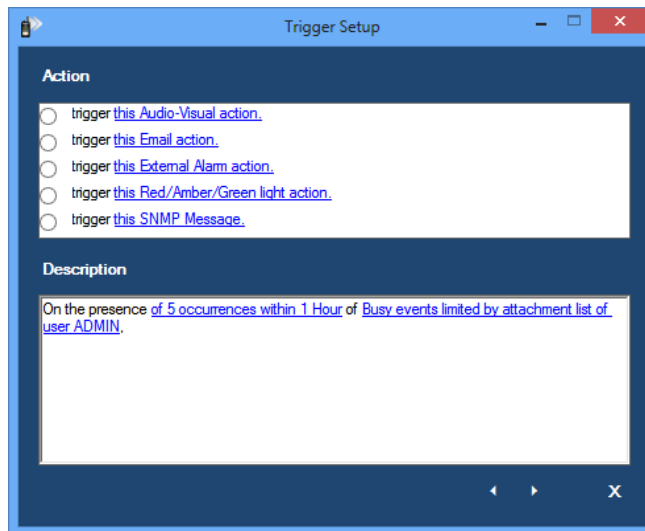 Trigger Setup
Action
trigger this Audio-Visual action.
trigger this Email action.
trigger this External Alarm action.
trigger this Red/Amber/Green light action.
trigger this SNMP Message.
Description
On the presence of 5 occurrences within 1 Hour of Busy events limited by attachment list of
user ADMIN,
X